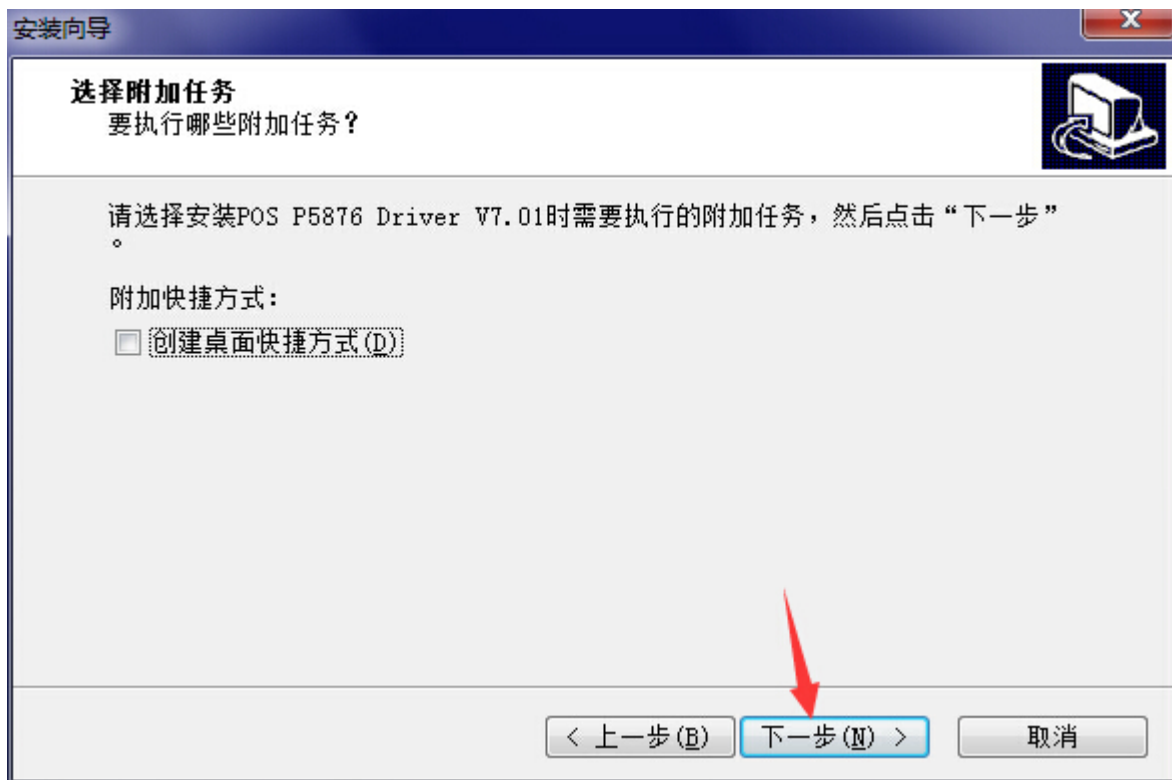 安装向导
选择附加任务
要执行哪些附加任务?
请选择安装POS P5876 Driver V7.01时需要执行的附加任务，然后点击“下一步”
。
附加快捷方式:
创建桌面快捷方式(D)
< 上一步(B)
下一步(N) >
取消